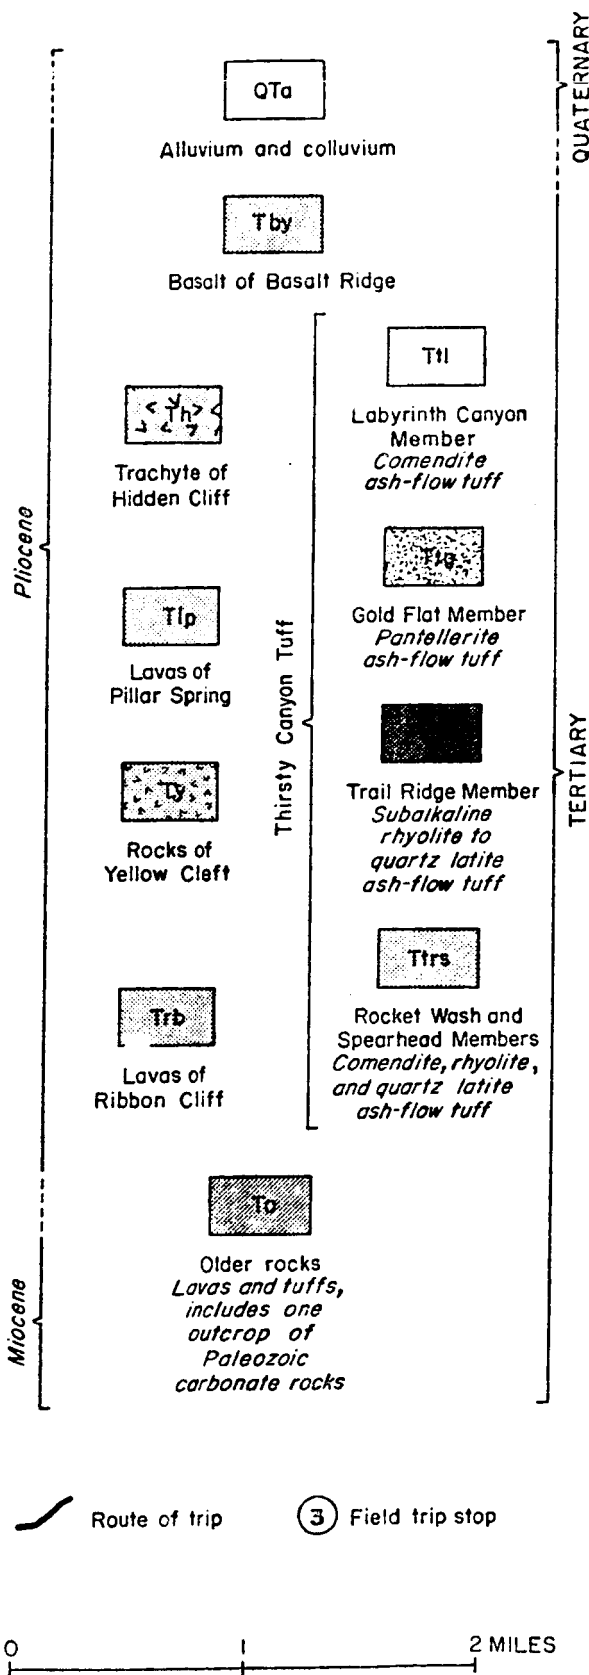 QUATERNARY
QTa
Alluvium and colluvium
Tby
Basalt of Basalt Ridge
Pliocene
Th
Trachyte of
Hidden Cliff
Tlp
Lavas of
Pillar Spring
Ty
Rocks of
Yellow Cleft
Trb
Lavas of
Ribbon Cliff
Thirsty Canyon Tuff
Ttl
Labyrinth Canyon
Member
Comendite
ash-flow tuff
Ttg
Gold Flat Member
Pantellerite
ash-flow tuff
Trail Ridge Member
Subalkaline
rhyolite to
quartz latite
ash-flow tuff
Ttrs
Rocket Wash and
Spearhead Members
Comendite, rhyolite,
and quartz latite
ash-flow tuff
TERTIARY
Miocene
To
Older rocks
Lavas and tuffs,
includes one
outcrop of
Paleozoic
carbonate rocks
Route of trip
3 Field trip stop
0 1 2 MILES